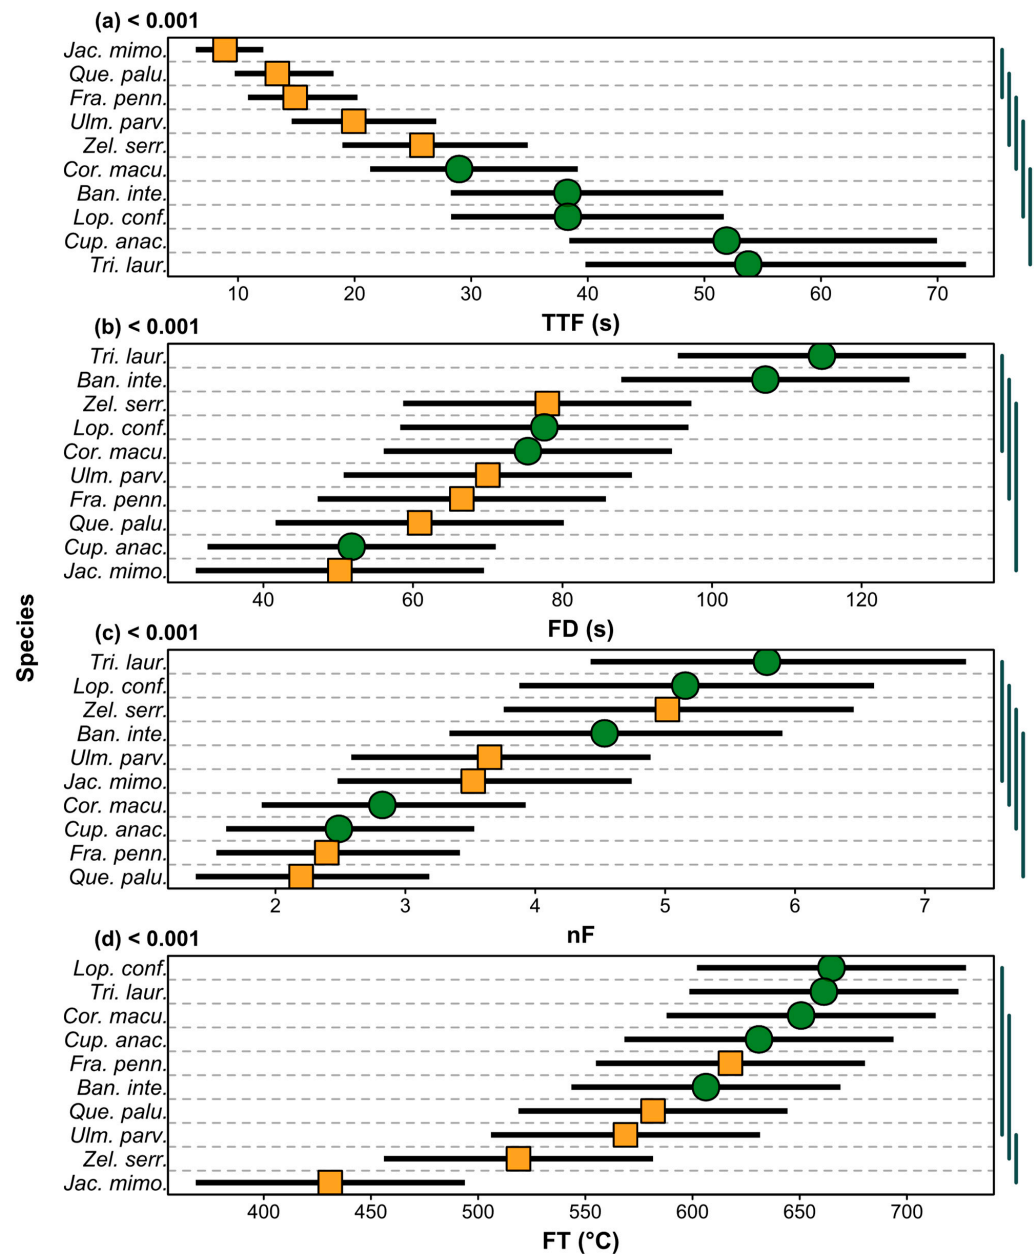 (a) < 0.001
Jac. mimo.
Que. palu.
Fra. penn.
Ulm. parv.
Zel. serr.
Cor. macu.
Ban. inte.
Lop. conf.
Cup. anac.
Tri. laur.
10 20 30 40 50 60 70
TTF (s)
(b) < 0.001
Tri. laur.
Ban. inte.
Zel. serr.
Lop. conf.
Cor. macu.
Ulm. parv.
Fra. penn.
Que. palu.
Cup. anac.
Jac. mimo.
40 60 80 100 120
FD (s)
Species
(c) < 0.001
Tri. laur.
Lop. conf.
Zel. serr.
Ban. inte.
Ulm. parv.
Jac. mimo.
Cor. macu.
Cup. anac.
Fra. penn.
Que. palu.
2 3 4 5 6 7
nF
(d) < 0.001
Lop. conf.
Tri. laur.
Cor. macu.
Cup. anac.
Fra. penn.
Ban. inte.
Que. palu.
Ulm. parv.
Zel. serr.
Jac. mimo.
400 450 500 550 600 650 700
FT (°C)